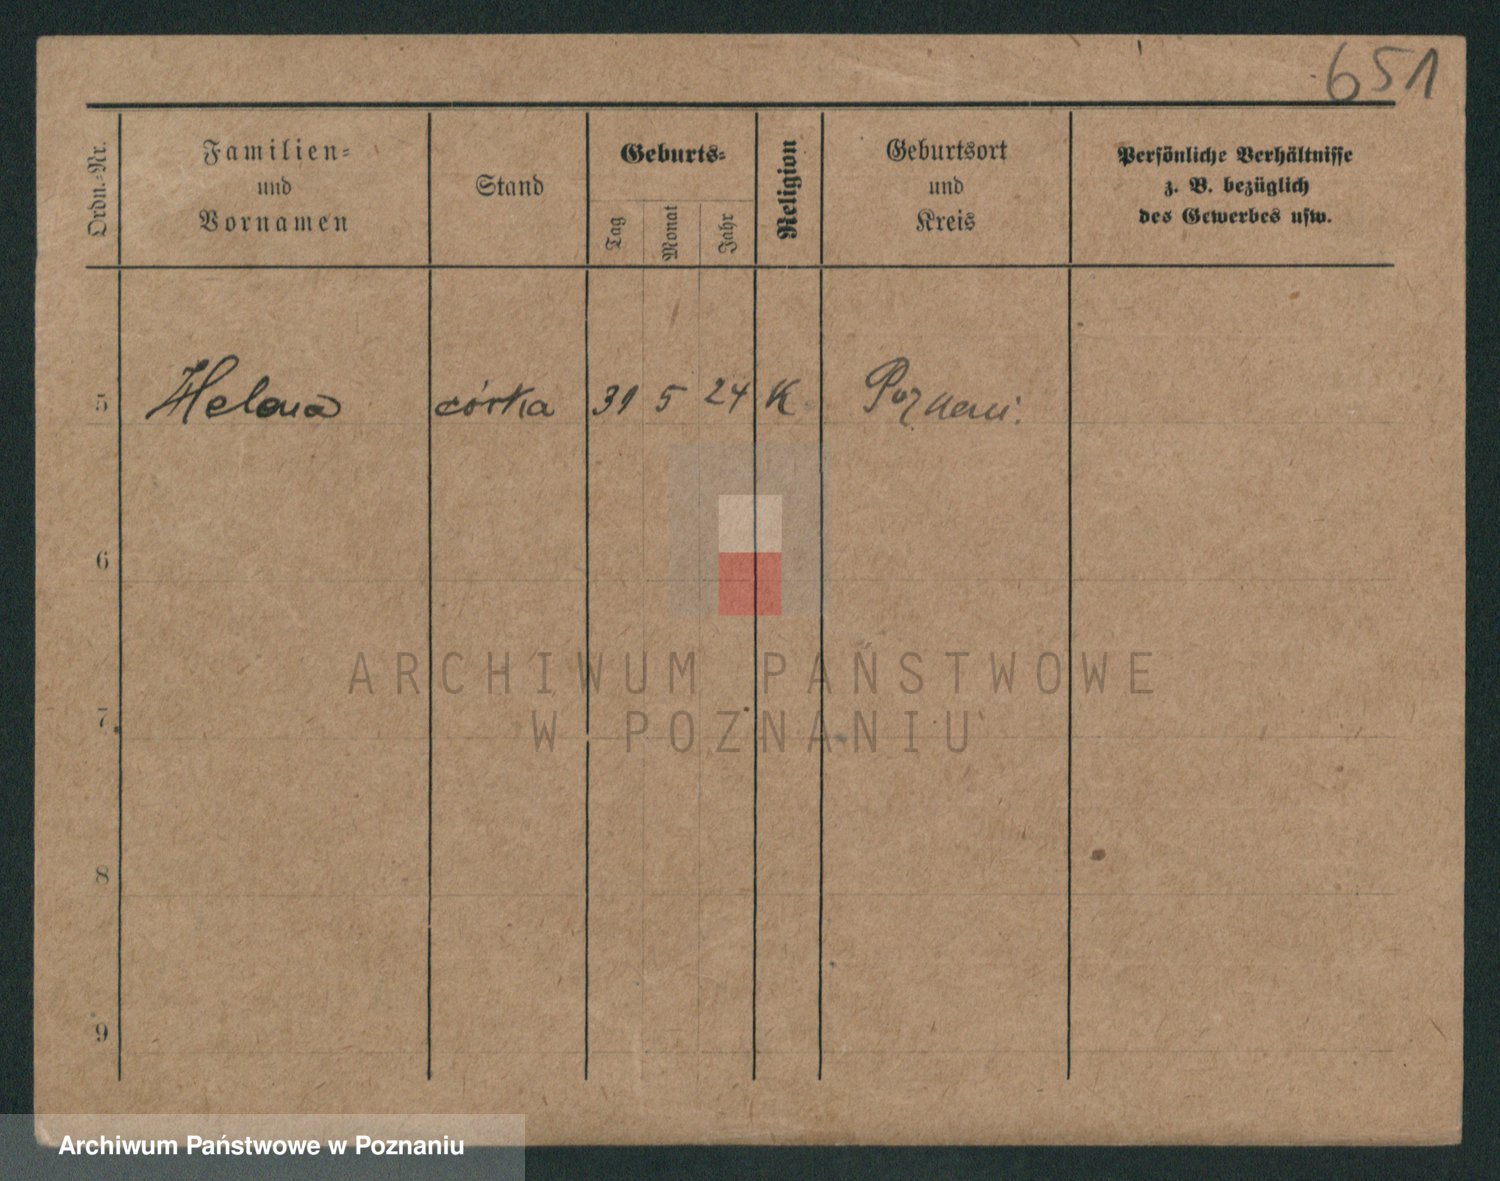 651
Ordn.-Nr.
Familien-
und
Vornamen
Stand
Geburts-
Tag
Monat
Jahr
Religion
Geburtsort
und
Kreis
Persönliche Verhältnisse
z. B. bezüglich
des Gewerbes usw.
5 Helena córka 31 5 24 K Poznań.
6
7
8
9
ARCHIWUM PAŃSTWOWE
W POZNANIU
Archiwum Państwowe w Poznaniu